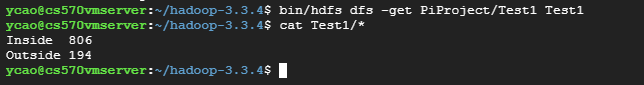 ycao@cs570vmserver:~/hadoop-3.3.4$ bin/hdfs dfs -get PiProject/Test1 Test1
ycao@cs570vmserver:~/hadoop-3.3.4$ cat Test1/*
Inside  806
Outside 194
ycao@cs570vmserver:~/hadoop-3.3.4$